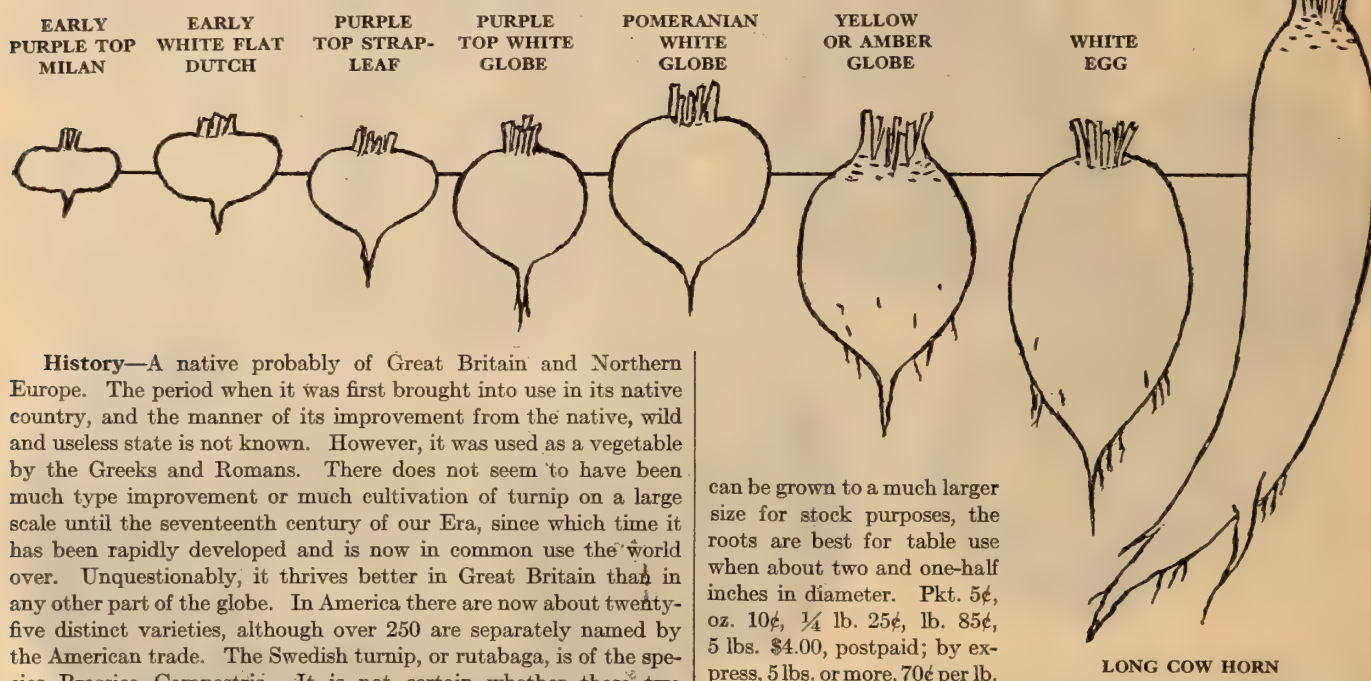 EARLY
PURPLE TOP
MILAN
EARLY
WHITE FLAT
DUTCH
PURPLE
TOP STRAP-
LEAF
PURPLE
TOP WHITE
GLOBE
POMERANIAN
WHITE
GLOBE
YELLOW
OR AMBER
GLOBE
WHITE
EGG
LONG COW HORN
History—A native probably of Great Britain and Northern
Europe. The period when it was first brought into use in its native
country, and the manner of its improvement from the native, wild
and useless state is not known. However, it was used as a vegetable
by the Greeks and Romans. There does not seem to have been
much type improvement or much cultivation of turnip on a large
scale until the seventeenth century of our Era, since which time it
has been rapidly developed and is now in common use the world
over. Unquestionably, it thrives better in Great Britain than in
any other part of the globe. In America there are now about twenty-
five distinct varieties, although over 250 are separately named by
the American trade. The Swedish turnip, or rutabaga, is of the spe-
cies Brassica Campestris. It is not certain whether these two
can be grown to a much larger
size for stock purposes, the
roots are best for table use
when about two and one-half
inches in diameter. Pkt. 5¢,
oz. 10¢, ¼ lb. 25¢, lb. 85¢,
5 lbs. $4.00, postpaid; by ex-
press, 5 lbs. or more, 70¢ per lb.